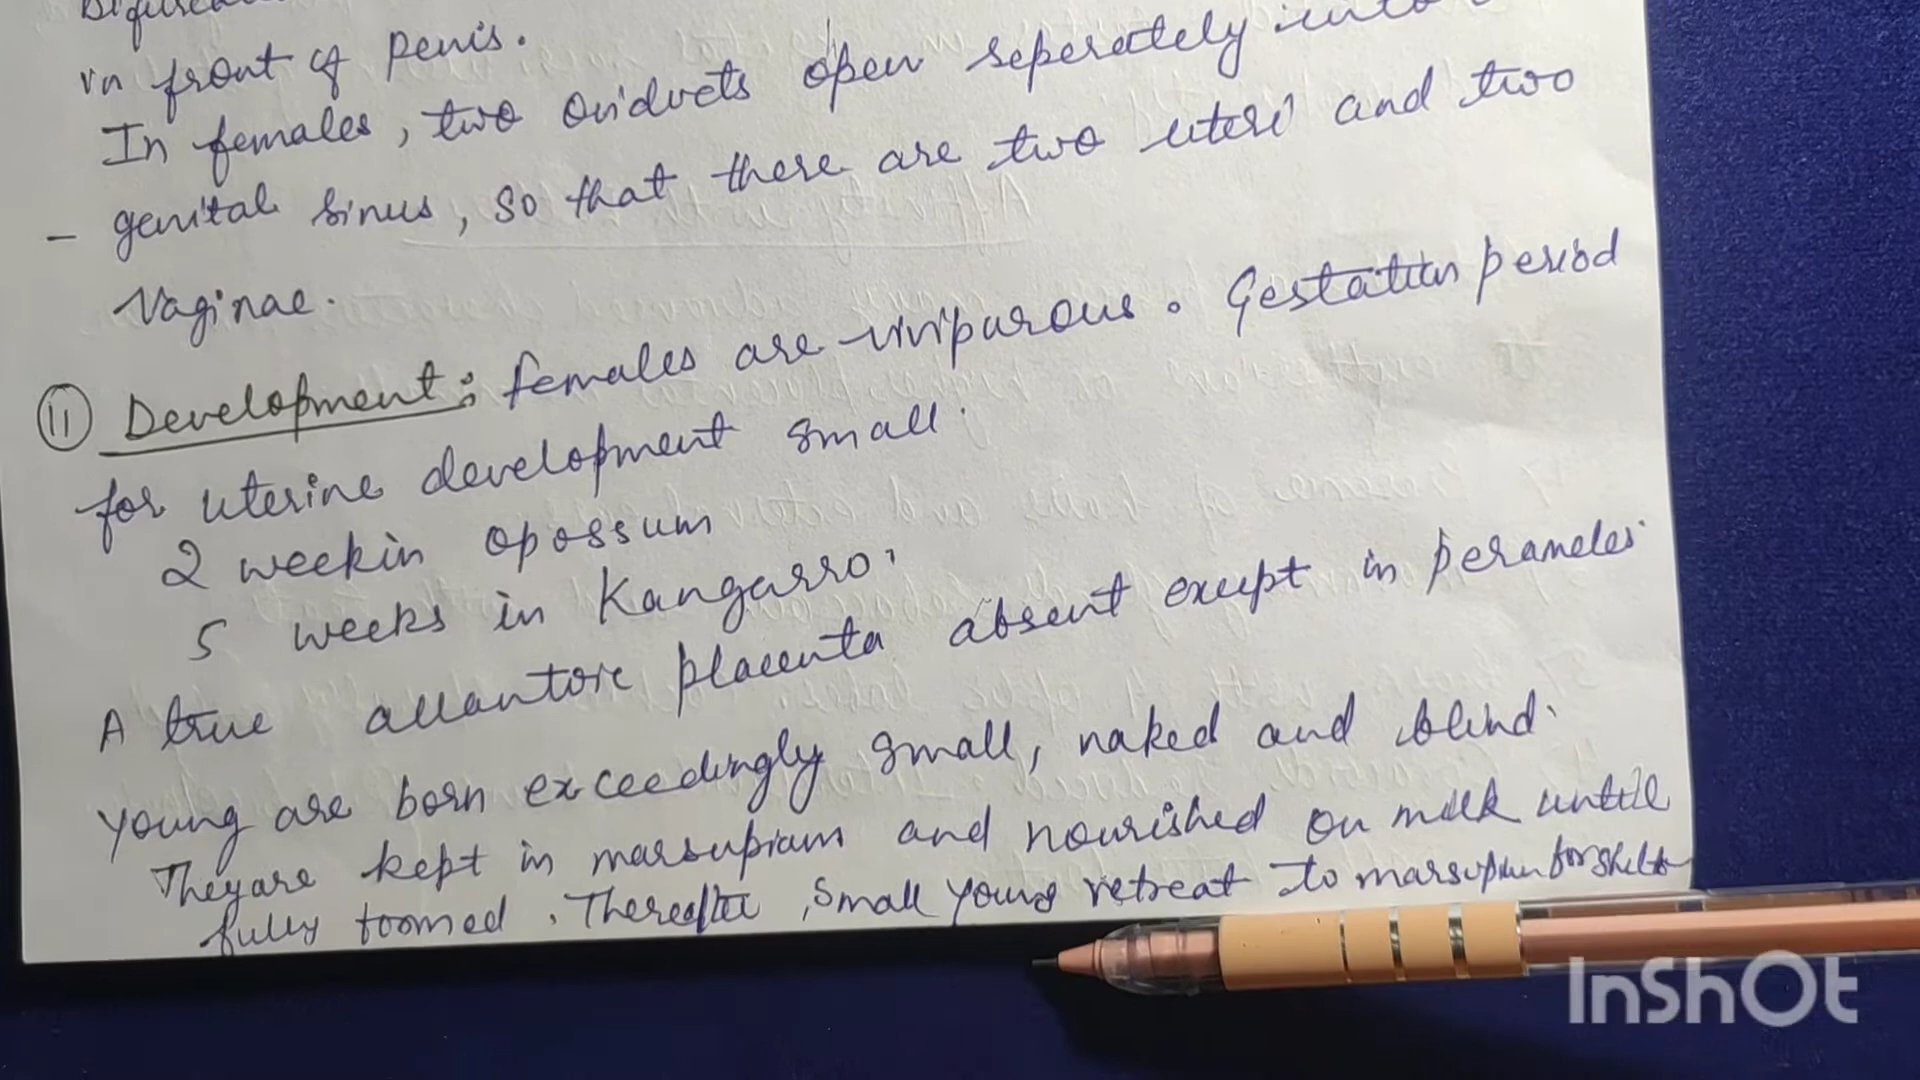 in front of penis.
In females, two oviducts open seperately into
- genital sinus, so that there are two uteri and two
Vaginae.
11 Development: females are viviparous. Gestation period
for uterine development small.
2 weekin opossum
5 weeks in Kangarro.
A true allantoic placenta absent except in perameles
Young are born exceedingly small, naked and blind.
They are kept in marsupium and nourished on milk until
fully foomed. Thereafter, small young retreat to marsupium for shelter
InShOt